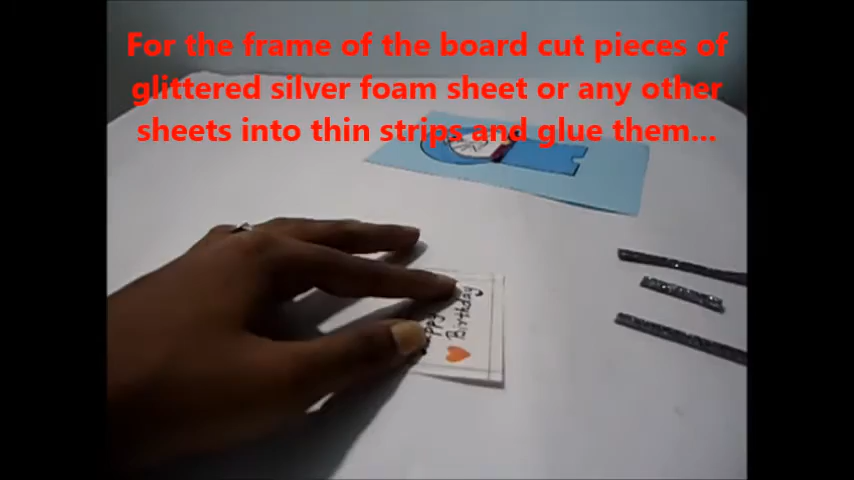 For the frame of the board cut pieces of
glittered silver foam sheet or any other
sheets into thin strips and glue them...
Birthday